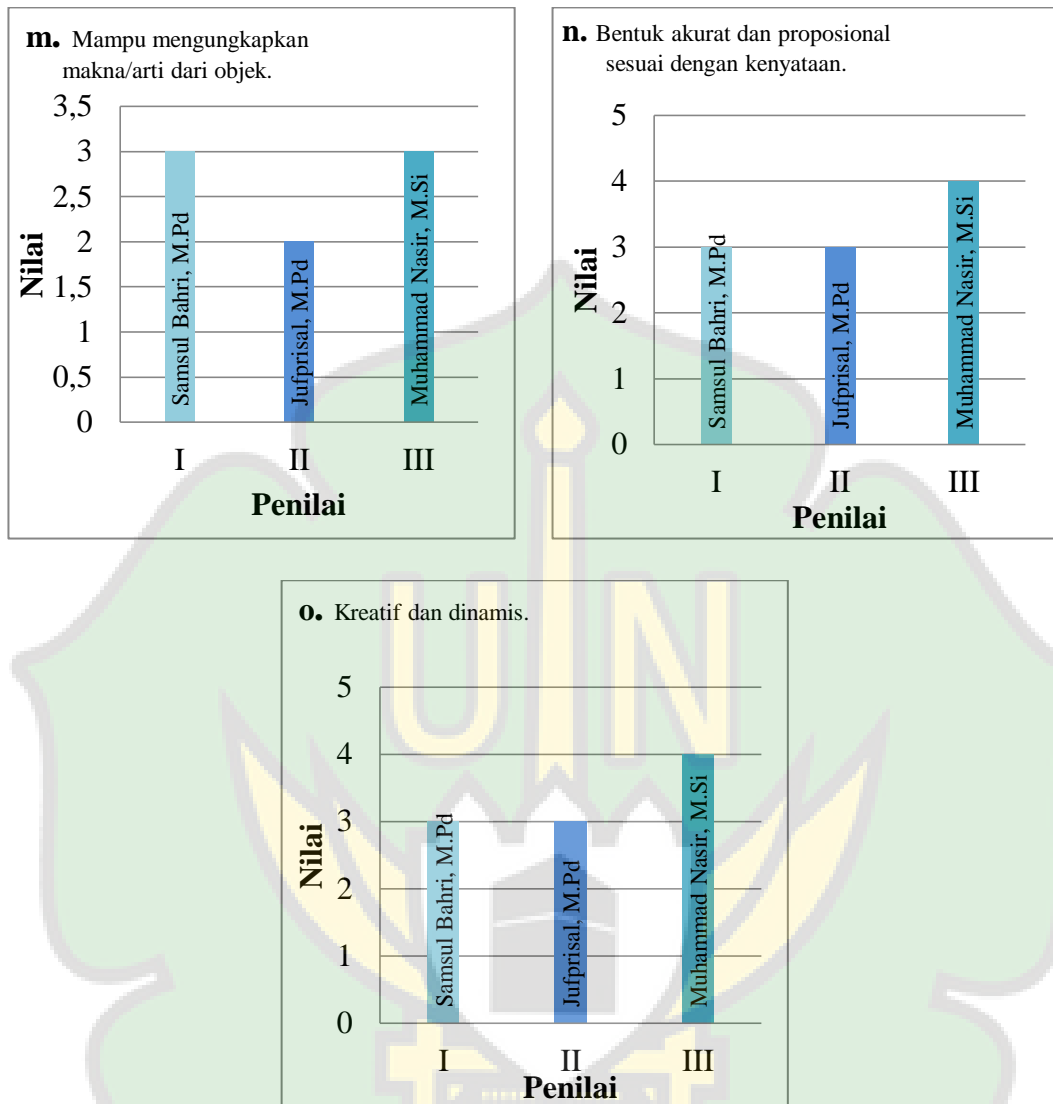 m. Mampu mengungkapkan
makna/arti dari objek.
3,5
3
2,5
2
1,5
1
0,5
0
Nilai
Samsul Bahri, M.Pd
Jufprisal, M.Pd
Muhammad Nasir, M.Si
I II III
Penilai
n. Bentuk akurat dan proposional
sesuai dengan kenyataan.
5
4
3
2
1
0
Nilai
Samsul Bahri, M.Pd
Jufprisal, M.Pd
Muhammad Nasir, M.Si
I II III
Penilai
o. Kreatif dan dinamis.
5
4
3
2
1
0
Nilai
Samsul Bahri, M.Pd
Jufprisal, M.Pd
Muhammad Nasir, M.Si
I II III
Penilai
UIN